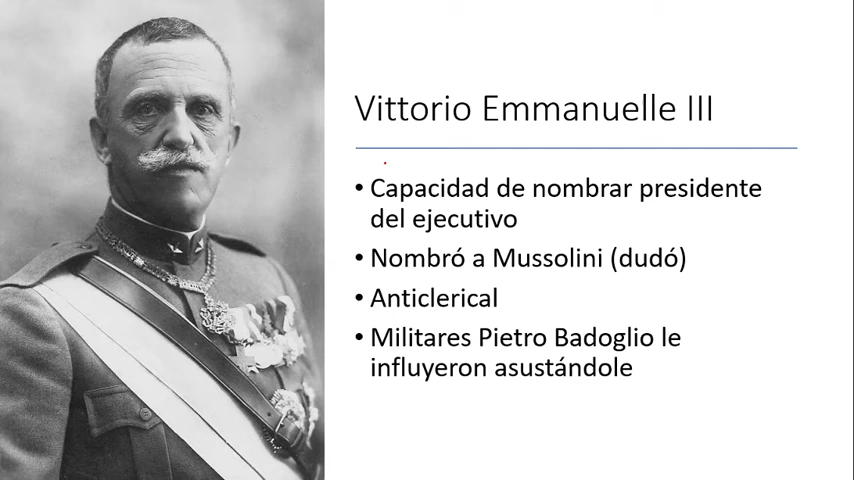 Vittorio Emmanuelle III
• Capacidad de nombrar presidente
del ejecutivo
• Nombró a Mussolini (dudó)
• Anticlerical
• Militares Pietro Badoglio le
influyeron asustándole